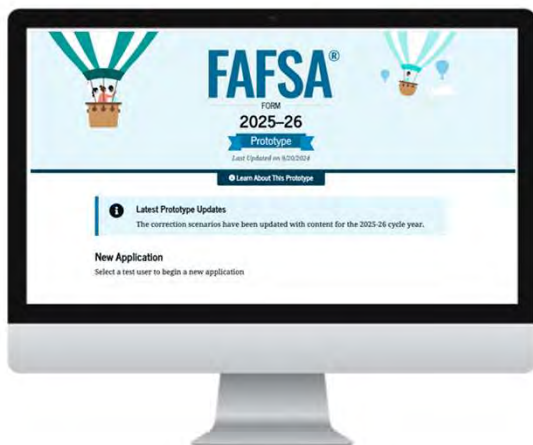 FAFSA®
FORM
2025–26
Prototype
Last Updated on 9/20/2024
Learn About This Prototype
Latest Prototype Updates
The correction scenarios have been updated with content for the 2025-26 cycle year.
New Application
Select a test user to begin a new application